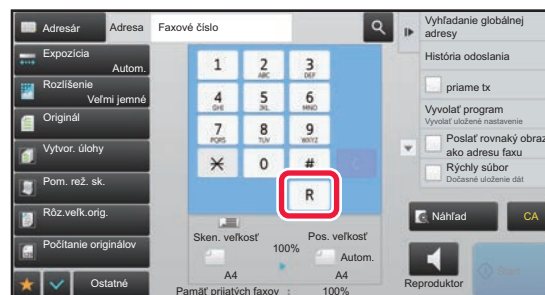 Adresár
Adresa
Faxové číslo
Expozícia
Autom.
Rozlíšenie
Veľmi jemné
Originál
Vytvor. úlohy
Pom. rež. sk.
Rôz.veľk.orig.
Počítanie originálov
Ostatné
1
2 ABC
3 DEF
4 GHI
5 JKL
6 MNO
7 PQRS
8 TUV
9 WXYZ
0
#
C
R
Sken. veľkosť
100%
Pos. veľkosť
Autom.
A4
A4
Pamäť prijatých faxov : 100%
Vyhľadanie globálnej
adresy
História odoslania
priame tx
Vyvolať program
Vyvolať uložené nastavenie
Poslať rovnaký obraz
ako adresu faxu
Rýchly súbor
Dočasné uloženie dát
Náhľad
CA
Reproduktor
Start